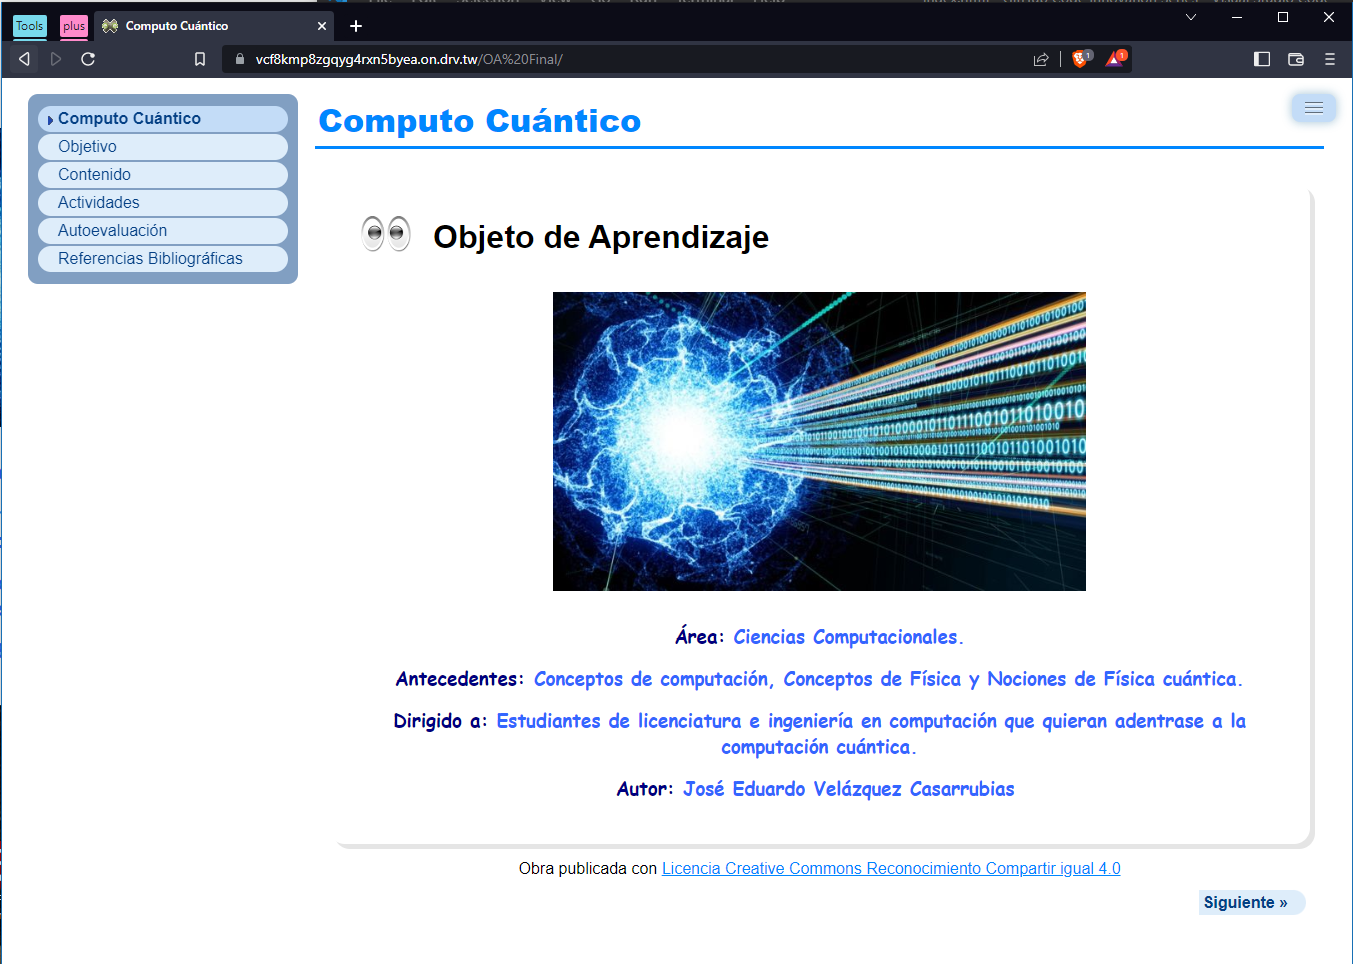 Tools
plus
Computo Cuántico
vcf8kmp8zgqyg4rxn5byea.on.drv.tw/OA%20Final/
1
1
Computo Cuántico
Objetivo
Contenido
Actividades
Autoevaluación
Referencias Bibliográficas
Computo Cuántico
Objeto de Aprendizaje
Área: Ciencias Computacionales.
Antecedentes: Conceptos de computación, Conceptos de Física y Nociones de Física cuántica.
Dirigido a: Estudiantes de licenciatura e ingeniería en computación que quieran adentrase a la
computación cuántica.
Autor: José Eduardo Velázquez Casarrubias
Obra publicada con Licencia Creative Commons Reconocimiento Compartir igual 4.0
Siguiente »